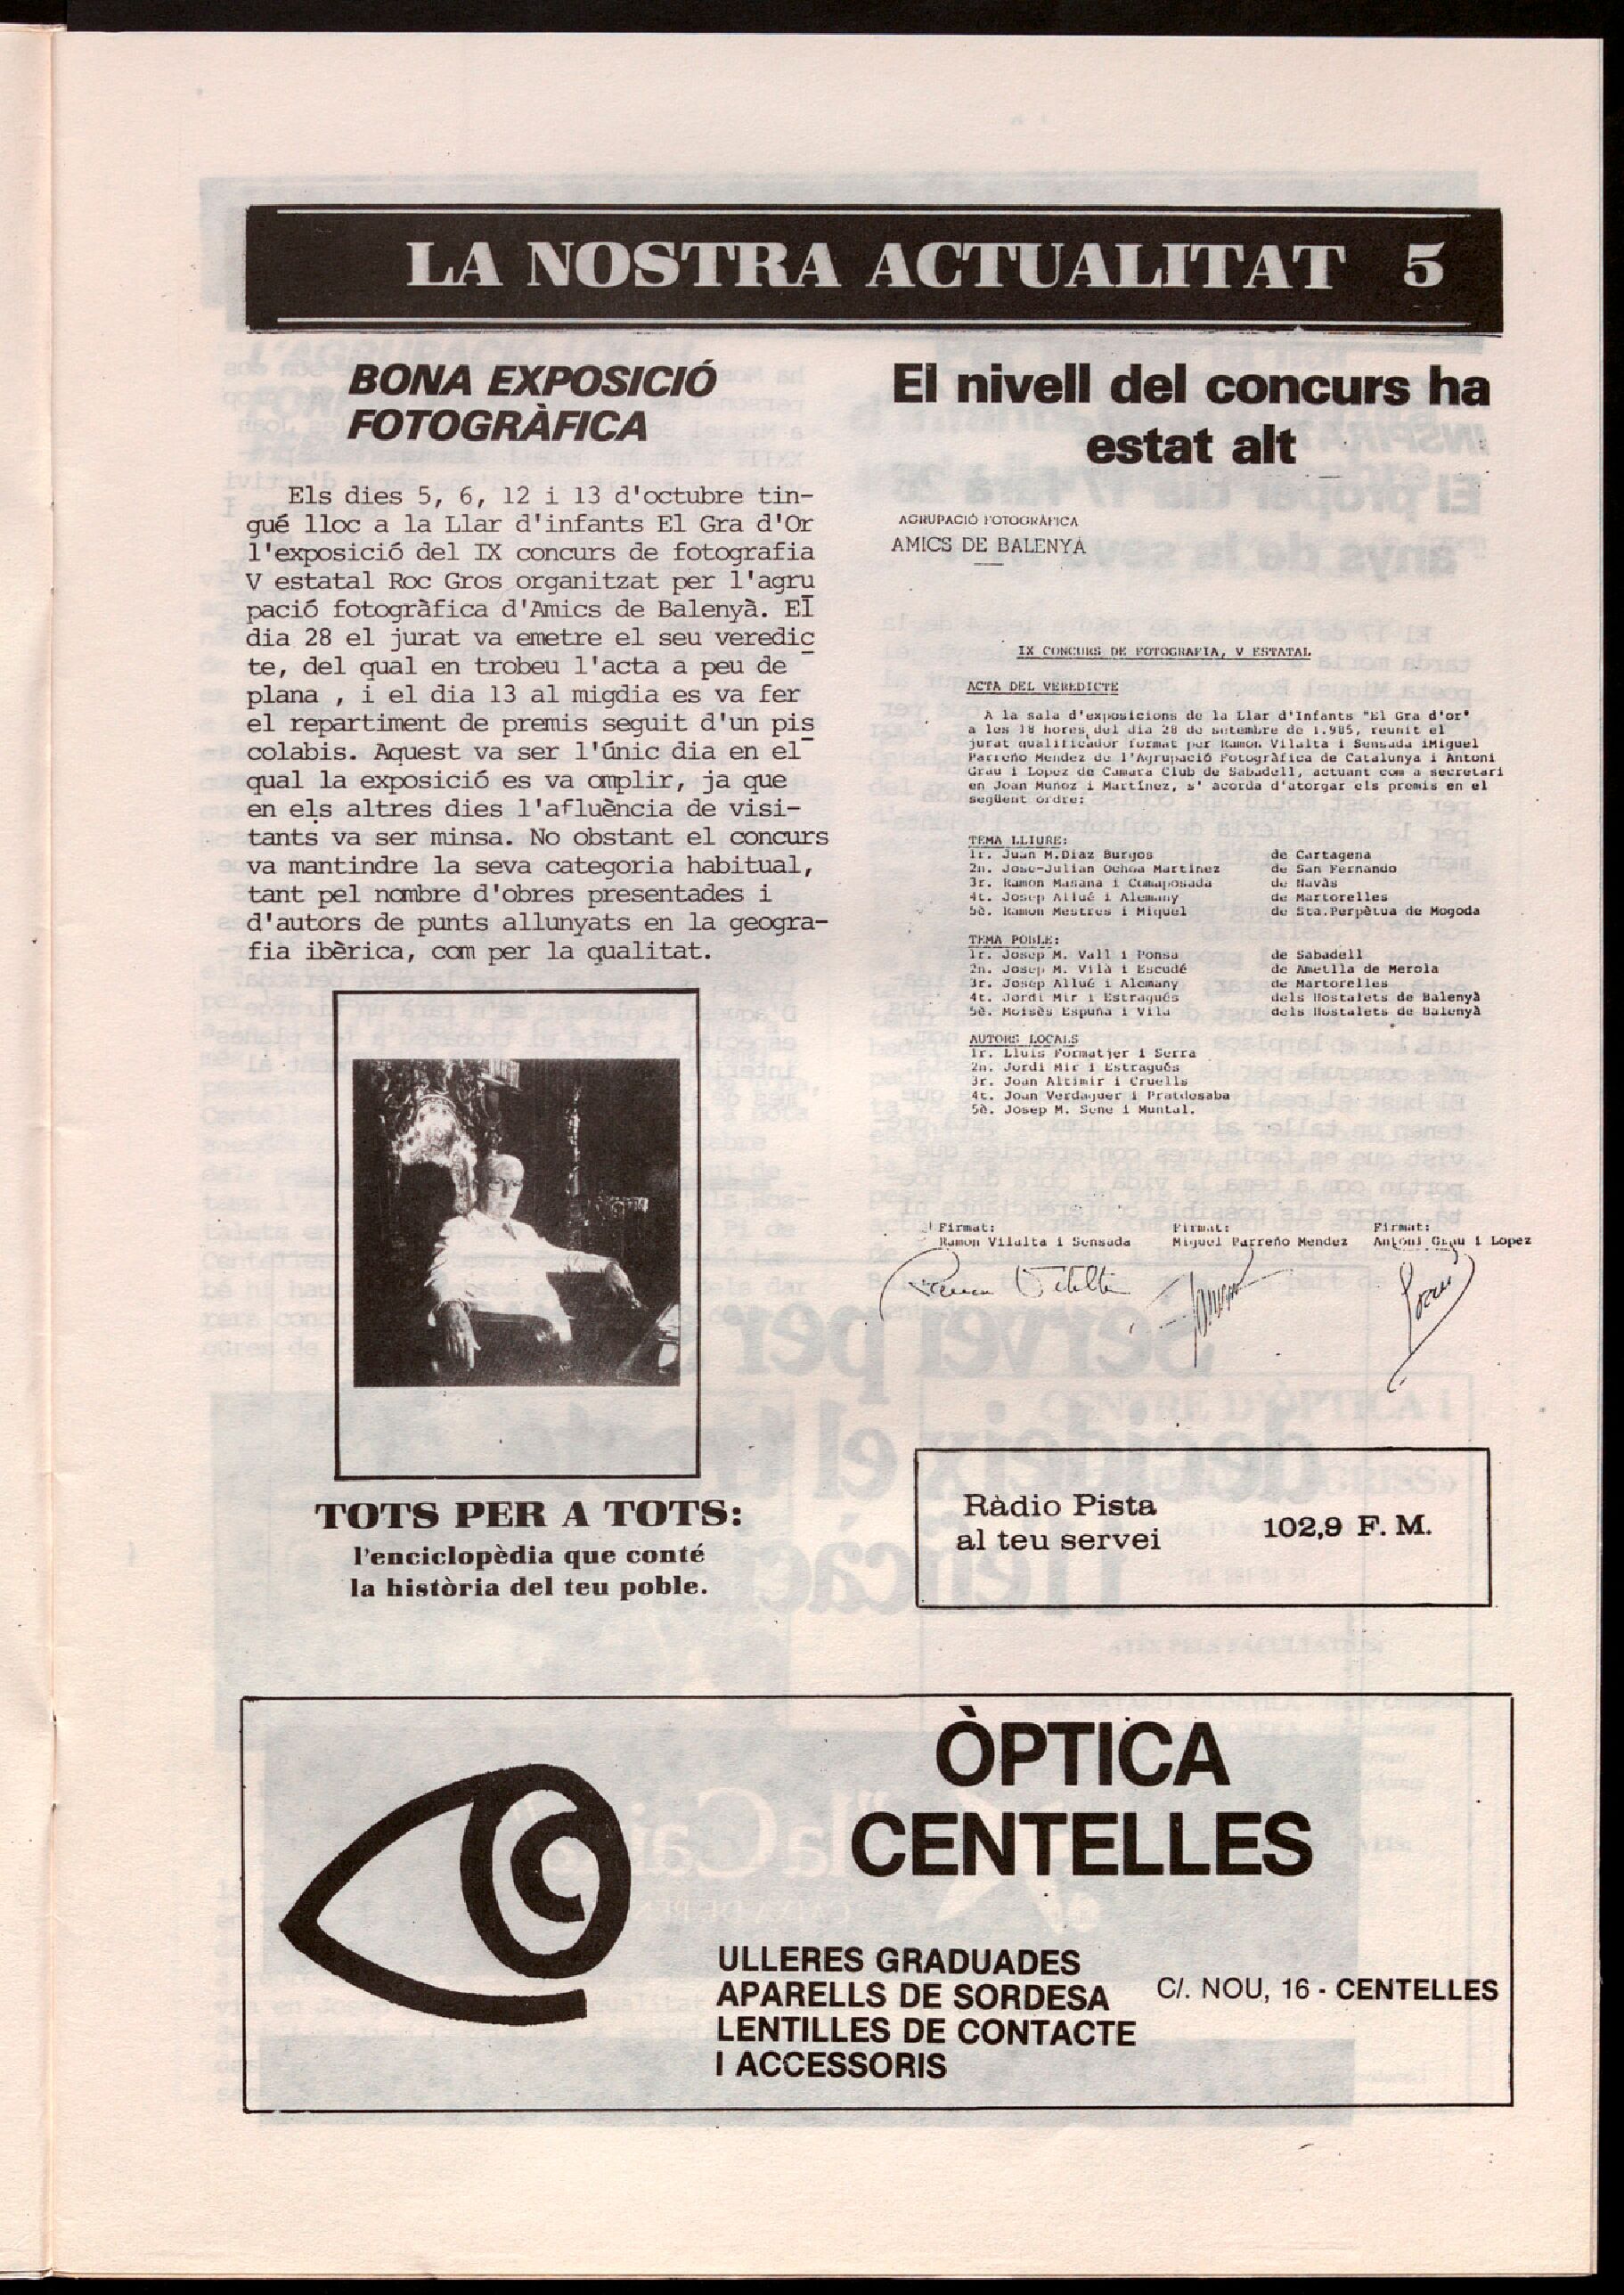 LA NOSTRA ACTUALITAT 5
BONA EXPOSICIÓ
FOTOGRÀFICA
Els dies 5, 6, 12 i 13 d'octubre tin-
gué lloc a la Llar d'infants El Gra d'Or
l'exposició del IX concurs de fotografia
V estatal Roc Gros organitzat per l'agru
pació fotogràfica d'Amics de Balenyà. El
dia 28 el jurat va emetre el seu veredic
te, del qual en trobeu l'acta a peu de
plana , i el dia 13 al migdia es va fer
el repartiment de premis seguit d'un pis
colabis. Aquest va ser l'únic dia en el
qual la exposició es va omplir, ja que
en els altres dies l'afluència de visi-
tants va ser minsa. No obstant el concurs
va mantindre la seva categoria habitual,
tant pel nombre d'obres presentades i
d'autors de punts allunyats en la geogra-
fia ibèrica, com per la qualitat.
TOTS PER A TOTS:
l'enciclopèdia que conté
la història del teu poble.
El nivell del concurs ha
estat alt
AGRUPACIÓ FOTOGRÀFICA
AMICS DE BALENYÀ
IX CONCURS DE FOTOGRAFIA, V ESTATAL
ACTA DEL VEREDICTE
A la sala d'exposicions de la Llar d'Infants "El Gra d'or"
a les 18 hores del dia 28 de setembre de 1.985, reunit el
jurat qualificador format per Ramon Vilalta i Sensada iMiguel
Parreño Mendez de l'Agrupació Fotogràfica de Catalunya i Antoni
Grau i Lopez de Camara Club de Sabadell, actuant com a secretari
en Joan Muñoz i Martínez, s' acorda d'atorgar els premis en el
següent ordre:
TEMA LLIURE:
1r. Juan M.Diaz Burgos de Cartagena
2n. Jose-Julian Ochoa Martinez de San Fernando
3r. Ramon Masana i Comaposada de Navàs
4t. Josep Allué i Alemany de Martorelles
5è. Ramon Mestres i Miquel de Sta.Perpètua de Mogoda
TEMA POBLE:
1r. Josep M. Vall i Ponsa de Sabadell
2n. Josep M. Vilà i Escudé de Ametlla de Merola
3r. Josep Allué i Alemany de Martorelles
4t. Jordi Mir i Estragués dels Hostalets de Balenyà
5è. Moisès Espuña i Vila dels Hostalets de Balenyà
AUTORS LOCALS
1r. Lluis Formatjer i Serra
2n. Jordi Mir i Estragués
3r. Joan Altimir i Cruells
4t. Joan Verdaguer i Pratdesaba
5è. Josep M. Sene i Muntal.
Firmat: Firmat: Firmat:
Ramon Vilalta i Sensada Miguel Parreño Mendez Antoni Grau i Lopez
Ràdio Pista
al teu servei
102,9 F. M.
ÒPTICA
CENTELLES
ULLERES GRADUADES
APARELLS DE SORDESA
LENTILLES DE CONTACTE
I ACCESSORIS
C/. NOU, 16 - CENTELLES